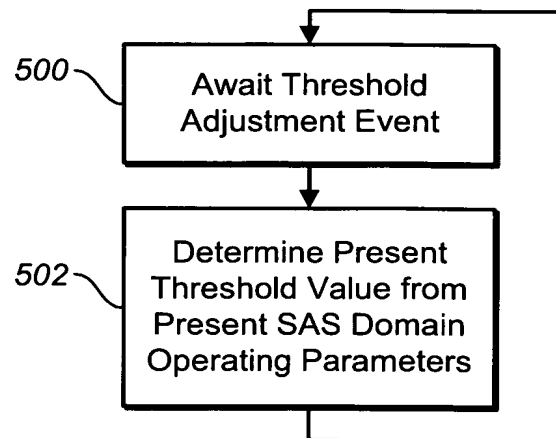 500
Await Threshold
Adjustment Event
502
Determine Present
Threshold Value from
Present SAS Domain
Operating Parameters